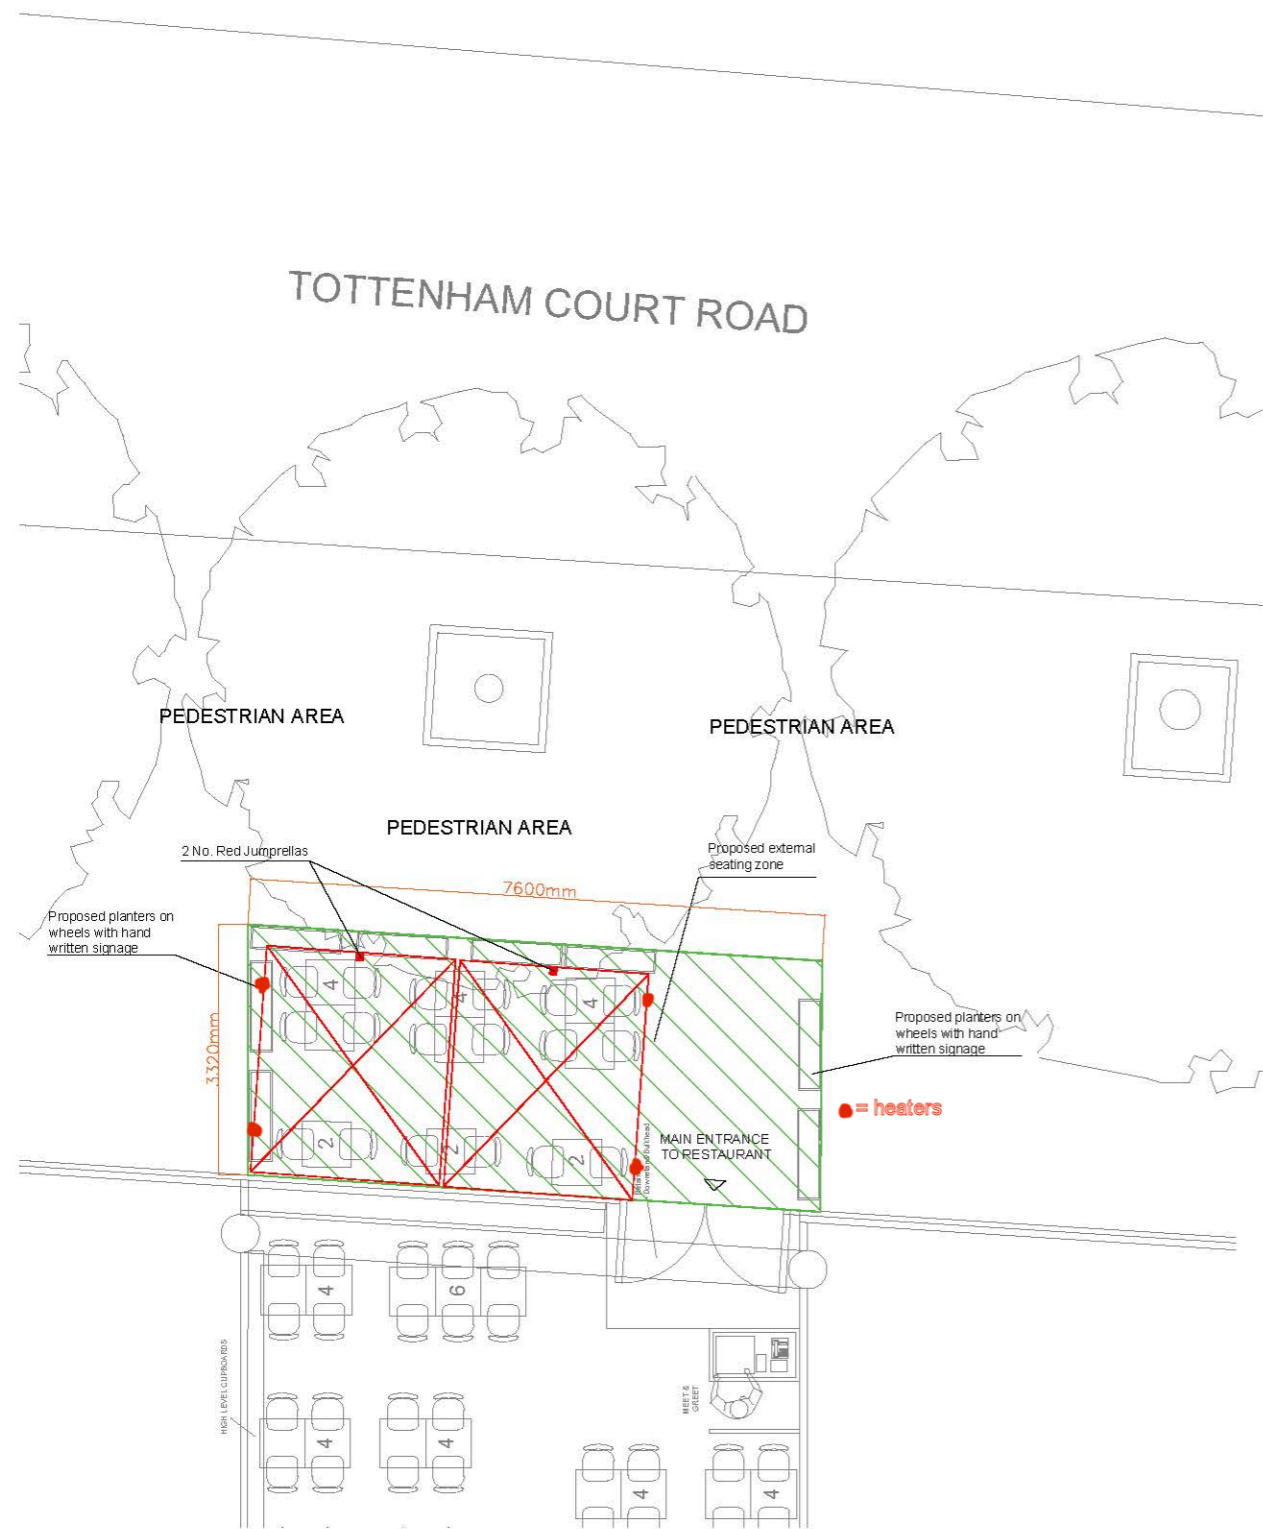 TOTTENHAM COURT ROAD
PEDESTRIAN AREA
PEDESTRIAN AREA
PEDESTRIAN AREA
2 No. Red Jumprellas
Proposed external
seating zone
7600mm
Proposed planters on
wheels with hand
written signage
3320mm
4
4
4
Proposed planters on
wheels with hand
written signage
= heaters
2
2
2
MAIN ENTRANCE
TO RESTAURANT
4
6
HIGH LEVEL CUPBOARDS
MEET &
GREET
4
4
4
4